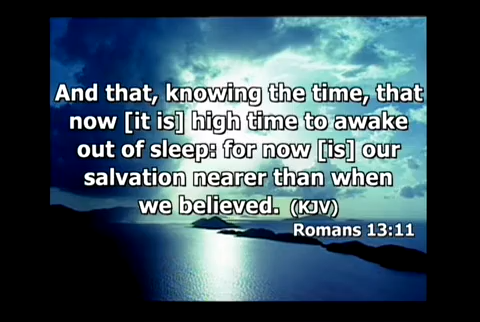 And that, knowing the time, that
now [it is] high time to awake
out of sleep: for now [is] our
salvation nearer than when
we believed. (KJV)
Romans 13:11